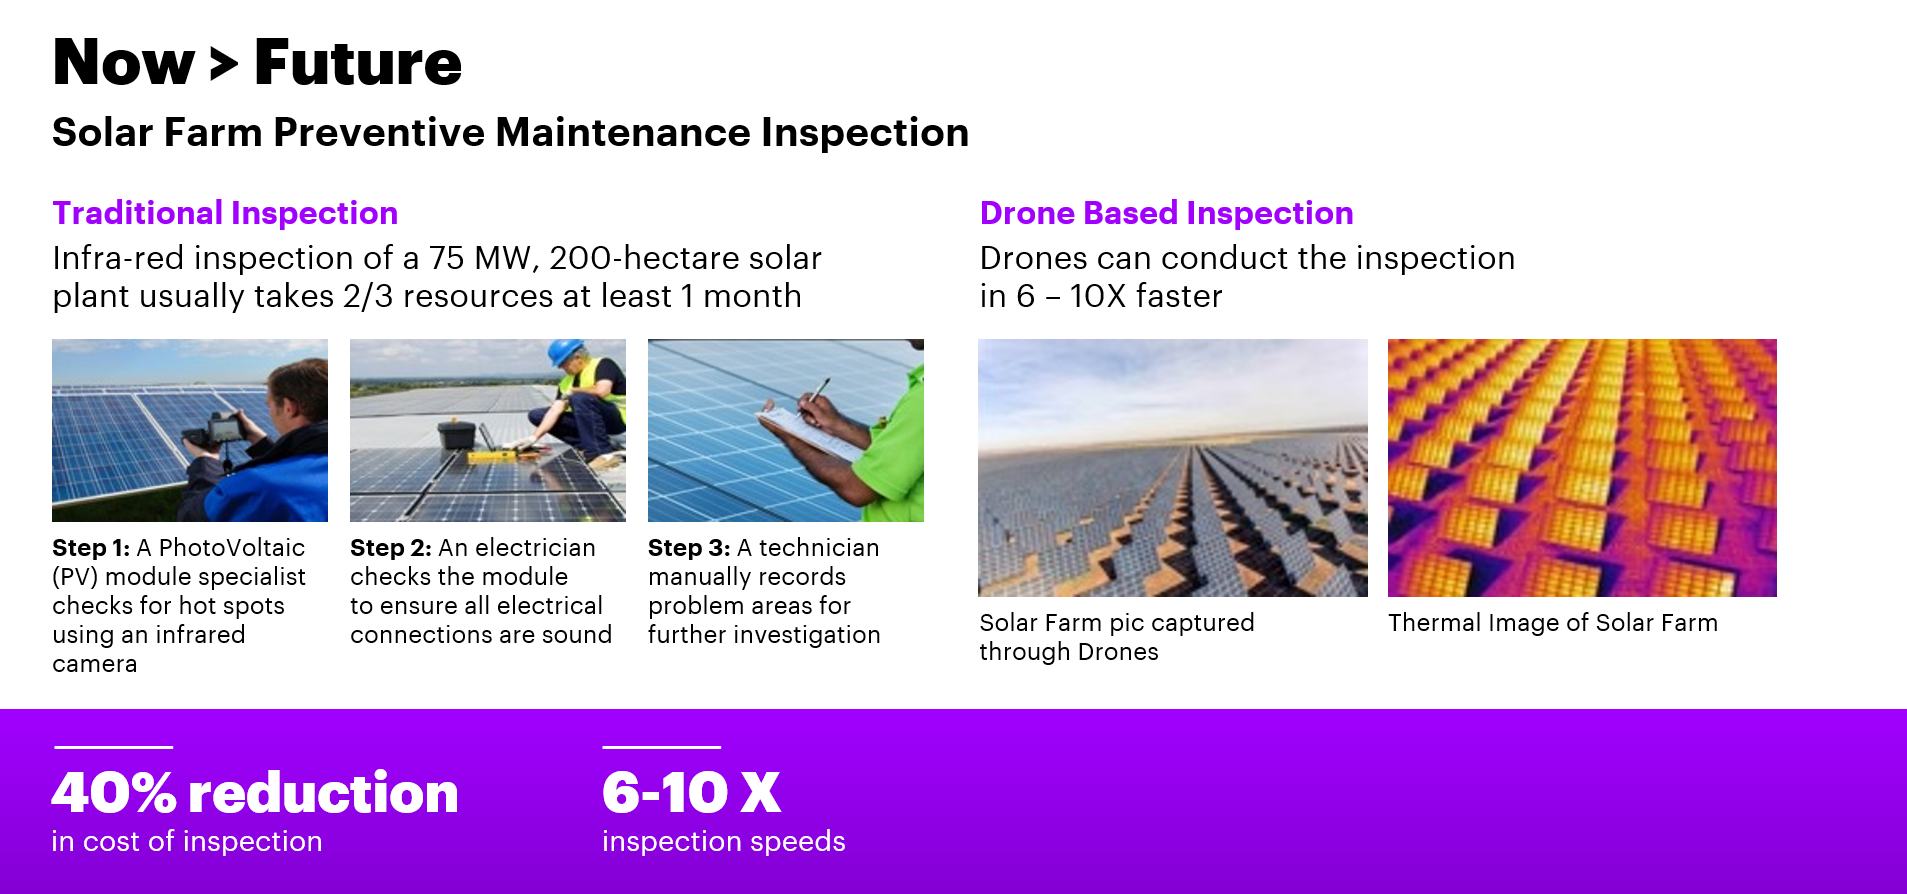 Now > Future
Solar Farm Preventive Maintenance Inspection
Traditional Inspection
Infra-red inspection of a 75 MW, 200-hectare solar
plant usually takes 2/3 resources at least 1 month
Step 1: A PhotoVoltaic
(PV) module specialist
checks for hot spots
using an infrared
camera
Step 2: An electrician
checks the module
to ensure all electrical
connections are sound
Step 3: A technician
manually records
problem areas for
further investigation
Drone Based Inspection
Drones can conduct the inspection
in 6 – 10X faster
Solar Farm pic captured
through Drones
Thermal Image of Solar Farm
40% reduction
in cost of inspection
6-10 X
inspection speeds